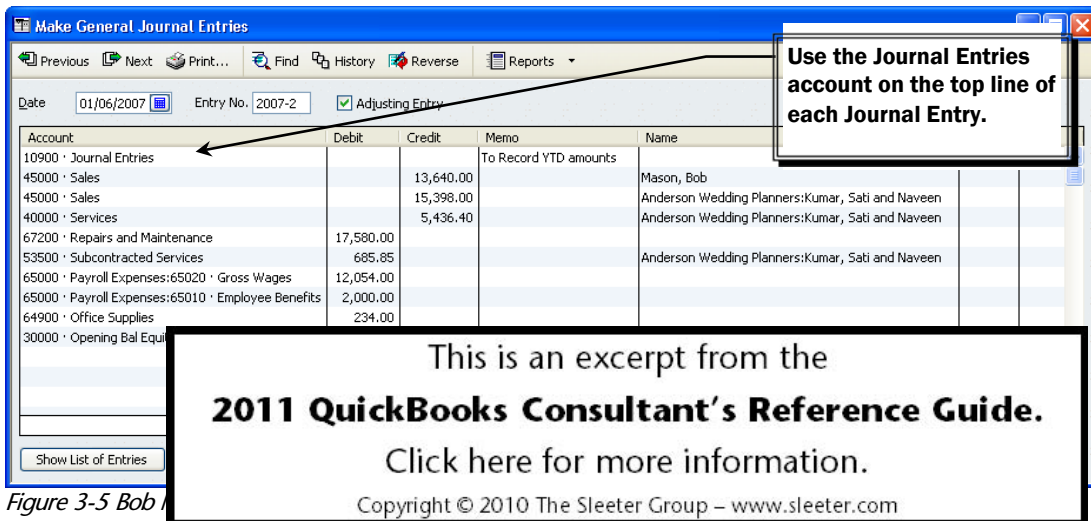 Make General Journal Entries
Previous Next Print... Find History Reverse Reports
Use the Journal Entries
account on the top line of
each Journal Entry.
Date 01/06/2007 Entry No. 2007-2 Adjusting Entry
Account Debit Credit Memo Name
10900 · Journal Entries To Record YTD amounts
45000 · Sales 13,640.00 Mason, Bob
45000 · Sales 15,398.00 Anderson Wedding Planners:Kumar, Sati and Naveen
40000 · Services 5,436.40 Anderson Wedding Planners:Kumar, Sati and Naveen
67200 · Repairs and Maintenance 17,580.00
53500 · Subcontracted Services 685.85 Anderson Wedding Planners:Kumar, Sati and Naveen
65000 · Payroll Expenses:65020 · Gross Wages 12,054.00
65000 · Payroll Expenses:65010 · Employee Benefits 2,000.00
64900 · Office Supplies 234.00
30000 · Opening Bal
This is an excerpt from the
2011 QuickBooks Consultant's Reference Guide.
Click here for more information.
Copyright © 2010 The Sleeter Group – www.sleeter.com
Show List of Entries
Figure 3-5 Bob